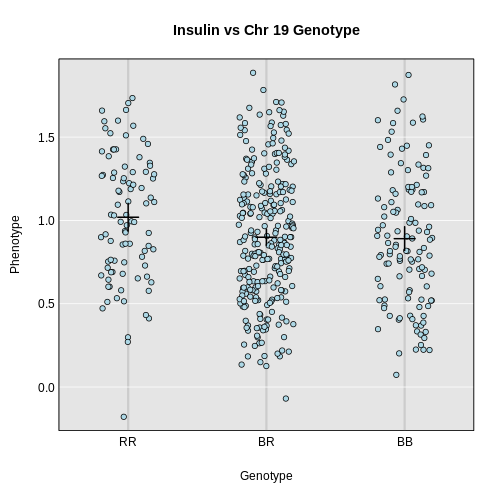 Insulin vs Chr 19 Genotype
Phenotype
1.5
1.0
0.5
0.0
RR BR BB
Genotype